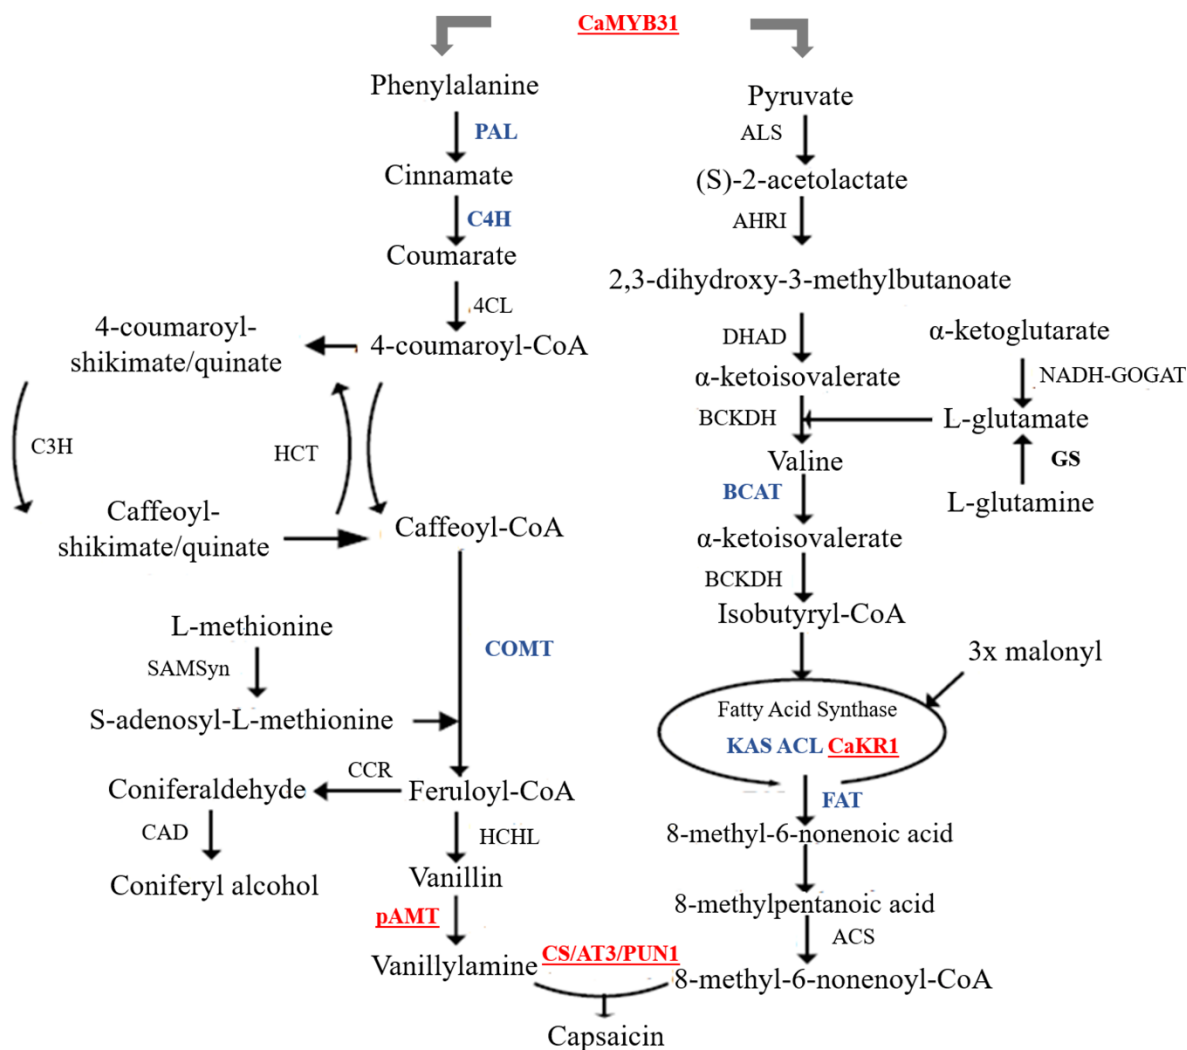 CaMYB31
Phenylalanine
PAL
Cinnamate
C4H
Coumarate
4CL
4-coumaroyl-
shikimate/quinate
4-coumaroyl-CoA
C3H
HCT
Caffeoyl-
shikimate/quinate
Caffeoyl-CoA
L-methionine
SAMSyn
S-adenosyl-L-methionine
COMT
Coniferaldehyde
CCR
Feruloyl-CoA
CAD
HCHL
Coniferyl alcohol
Vanillin
pAMT
Vanillylamine
CS/AT3/PUN1
Pyruvate
ALS
(S)-2-acetolactate
AHRI
2,3-dihydroxy-3-methylbutanoate
DHAD
α-ketoglutarate
α-ketoisovalerate
NADH-GOGAT
BCKDH
L-glutamate
Valine
GS
BCAT
L-glutamine
α-ketoisovalerate
BCKDH
Isobutyryl-CoA
3x malonyl
Fatty Acid Synthase
KAS ACL CaKR1
FAT
8-methyl-6-nonenoic acid
8-methylpentanoic acid
ACS
8-methyl-6-nonenoyl-CoA
Capsaicin